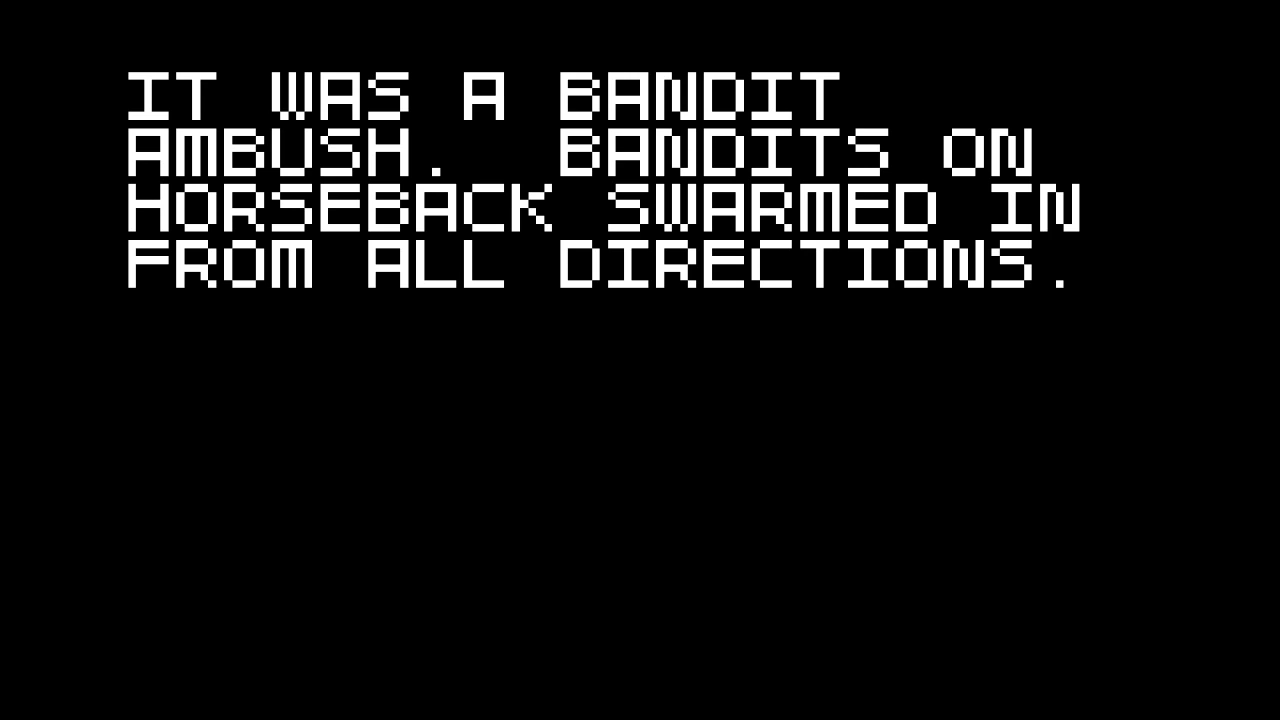 IT WAS A BANDIT
AMBUSH.  BANDITS ON
HORSEBACK SWARMED IN
FROM ALL DIRECTIONS.